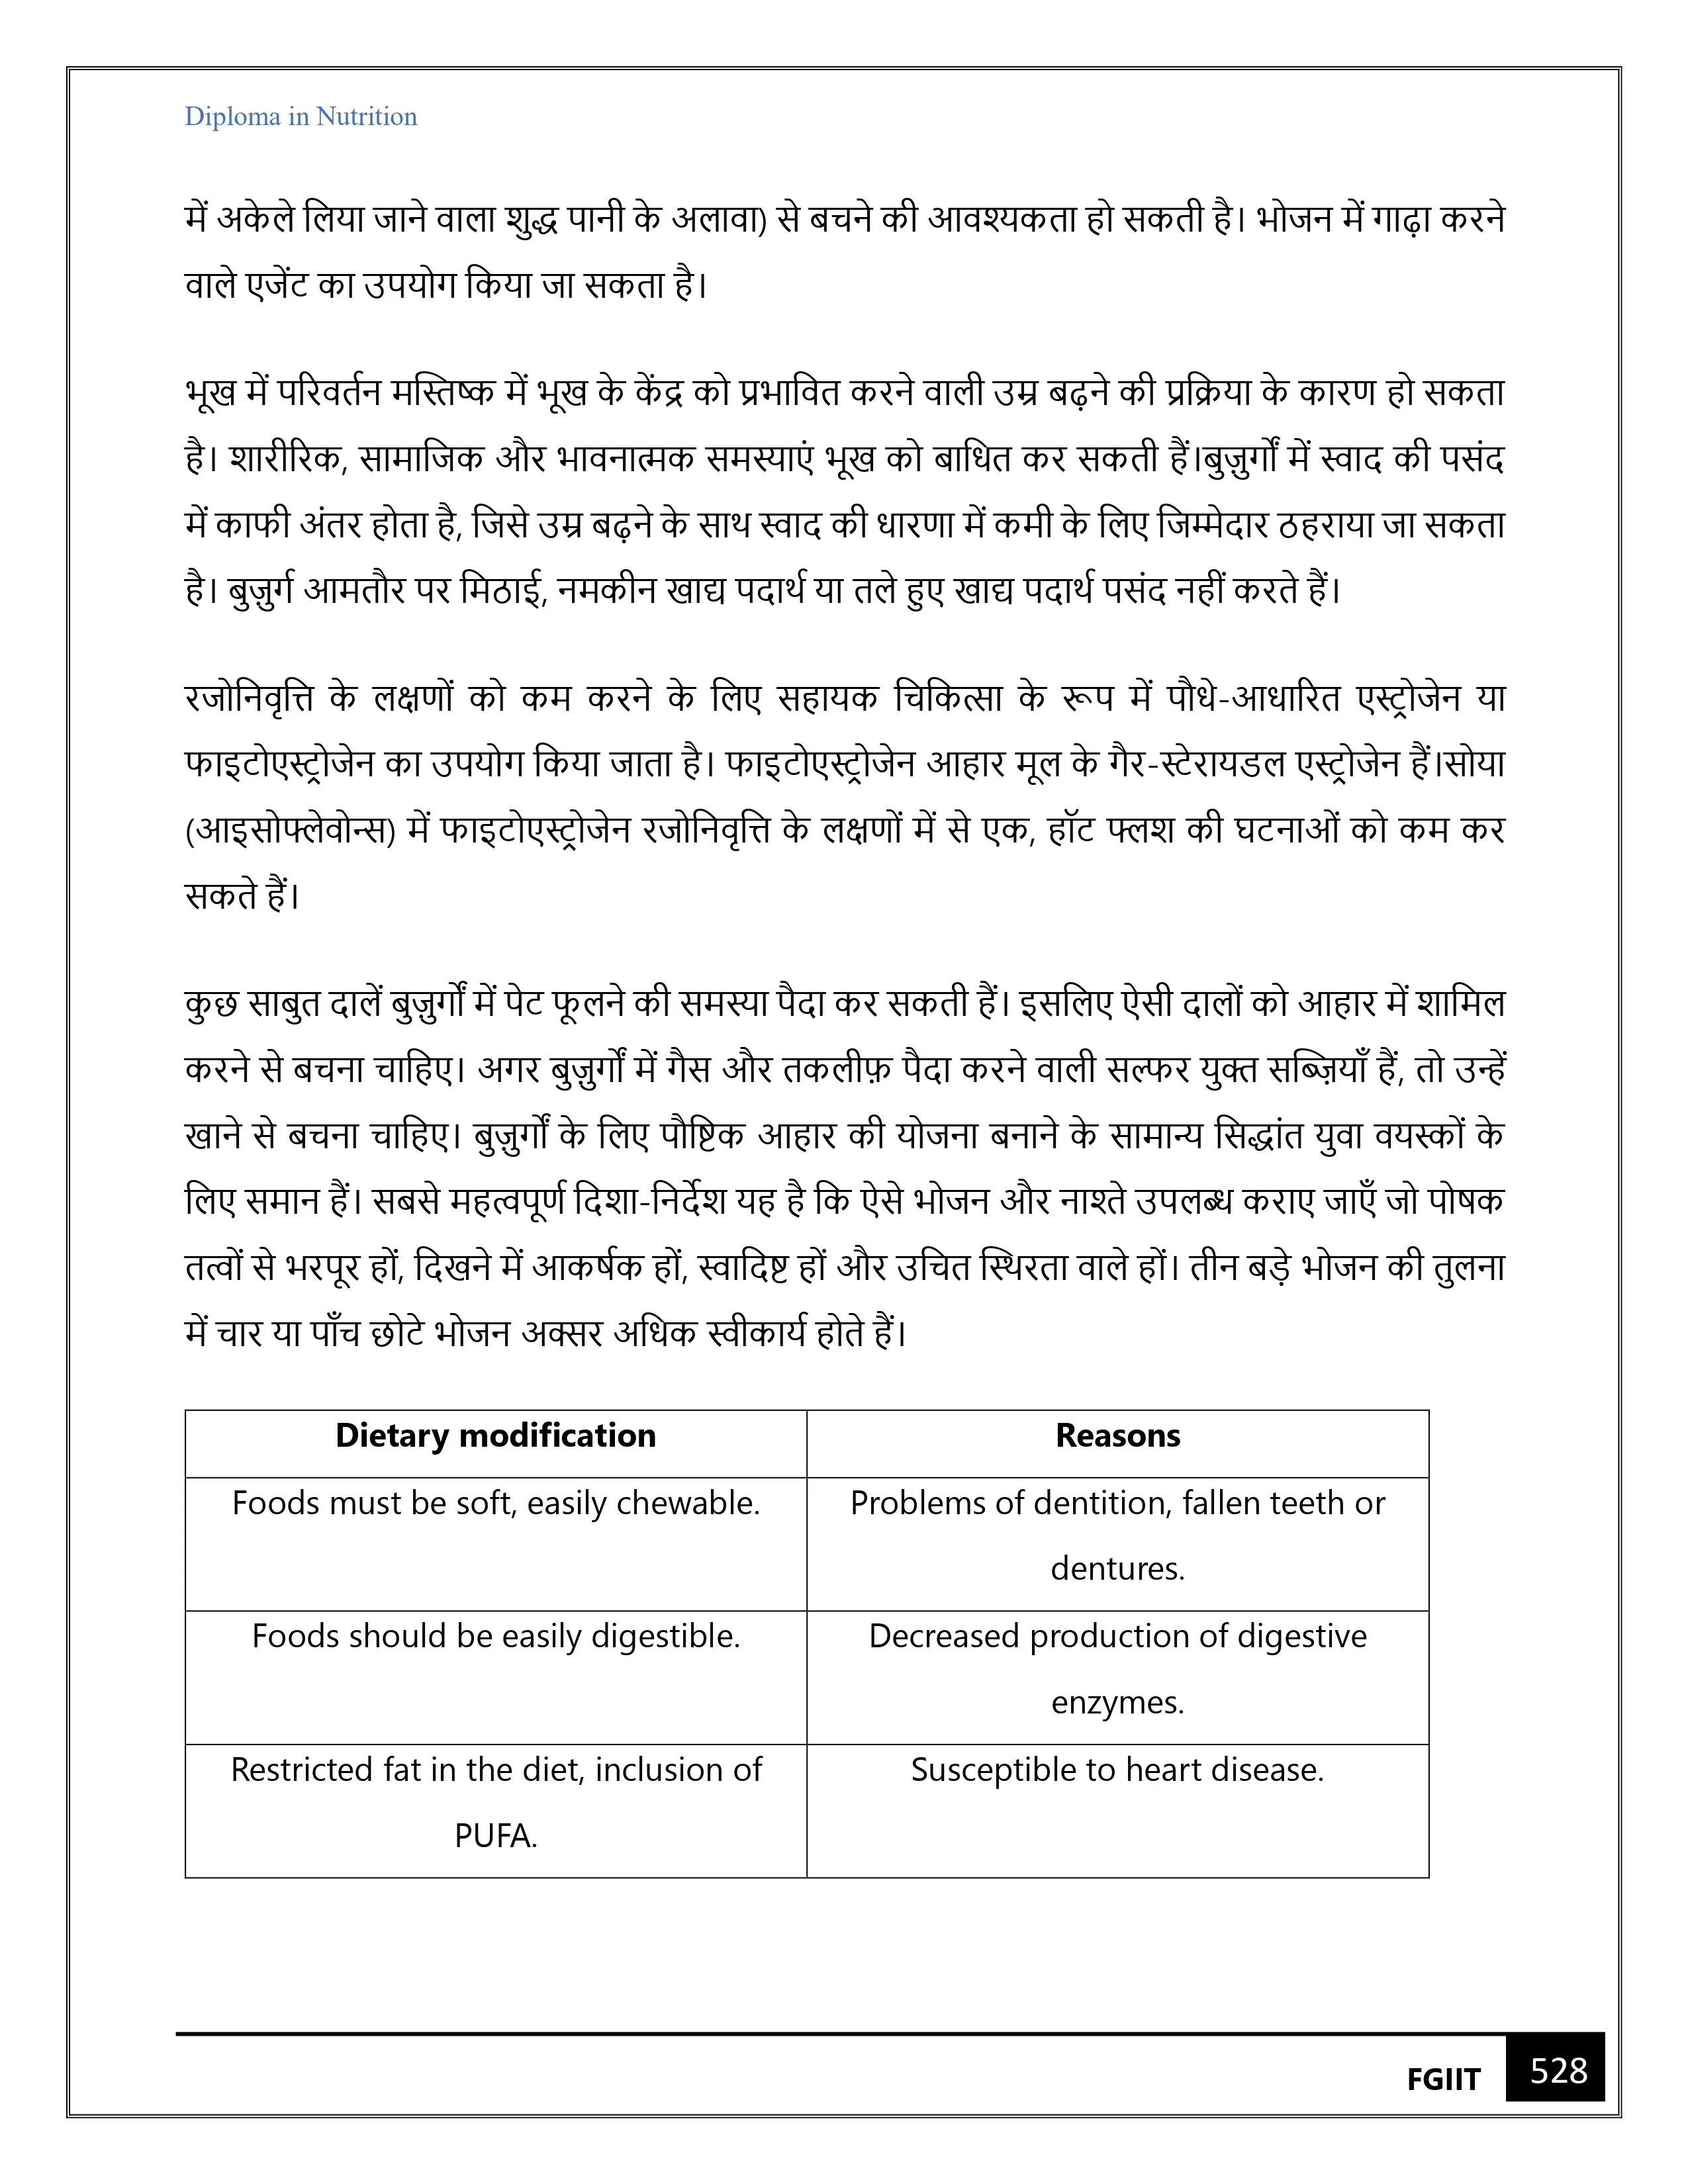 Diploma in Nutrition
में अकेले लिया जाने वाला शुद्ध पानी के अलावा) से बचने की आवश्यकता हो सकती है। भोजन में गाढ़ा करने
वाले एजेंट का उपयोग किया जा सकता है।
भूख में परिवर्तन मस्तिष्क में भूख के केंद्र को प्रभावित करने वाली उम्र बढ़ने की प्रक्रिया के कारण हो सकता
है। शारीरिक, सामाजिक और भावनात्मक समस्याएं भूख को बाधित कर सकती हैं।बुज़ुर्गों में स्वाद की पसंद
में काफी अंतर होता है, जिसे उम्र बढ़ने के साथ स्वाद की धारणा में कमी के लिए जिम्मेदार ठहराया जा सकता
है। बुज़ुर्ग आमतौर पर मिठाई, नमकीन खाद्य पदार्थ या तले हुए खाद्य पदार्थ पसंद नहीं करते हैं।
रजोनिवृत्ति के लक्षणों को कम करने के लिए सहायक चिकित्सा के रूप में पौधे-आधारित एस्ट्रोजेन या
फाइटोएस्ट्रोजेन का उपयोग किया जाता है। फाइटोएस्ट्रोजेन आहार मूल के गैर-स्टेरायडल एस्ट्रोजेन हैं।सोया
(आइसोफ्लेवोन्स) में फाइटोएस्ट्रोजेन रजोनिवृत्ति के लक्षणों में से एक, हॉट फ्लश की घटनाओं को कम कर
सकते हैं।
कुछ साबुत दालें बुज़ुर्गों में पेट फूलने की समस्या पैदा कर सकती हैं। इसलिए ऐसी दालों को आहार में शामिल
करने से बचना चाहिए। अगर बुज़ुर्गों में गैस और तकलीफ़ पैदा करने वाली सल्फर युक्त सब्ज़ियाँ हैं, तो उन्हें
खाने से बचना चाहिए। बुज़ुर्गों के लिए पौष्टिक आहार की योजना बनाने के सामान्य सिद्धांत युवा वयस्कों के
लिए समान हैं। सबसे महत्वपूर्ण दिशा-निर्देश यह है कि ऐसे भोजन और नाश्ते उपलब्ध कराए जाएँ जो पोषक
तत्वों से भरपूर हों, दिखने में आकर्षक हों, स्वादिष्ट हों और उचित स्थिरता वाले हों। तीन बड़े भोजन की तुलना
में चार या पाँच छोटे भोजन अक्सर अधिक स्वीकार्य होते हैं।
Dietary modification
Reasons
Foods must be soft, easily chewable.
Problems of dentition, fallen teeth or
dentures.
Foods should be easily digestible.
Decreased production of digestive
enzymes.
Restricted fat in the diet, inclusion of
PUFA.
Susceptible to heart disease.
FGIIT
528